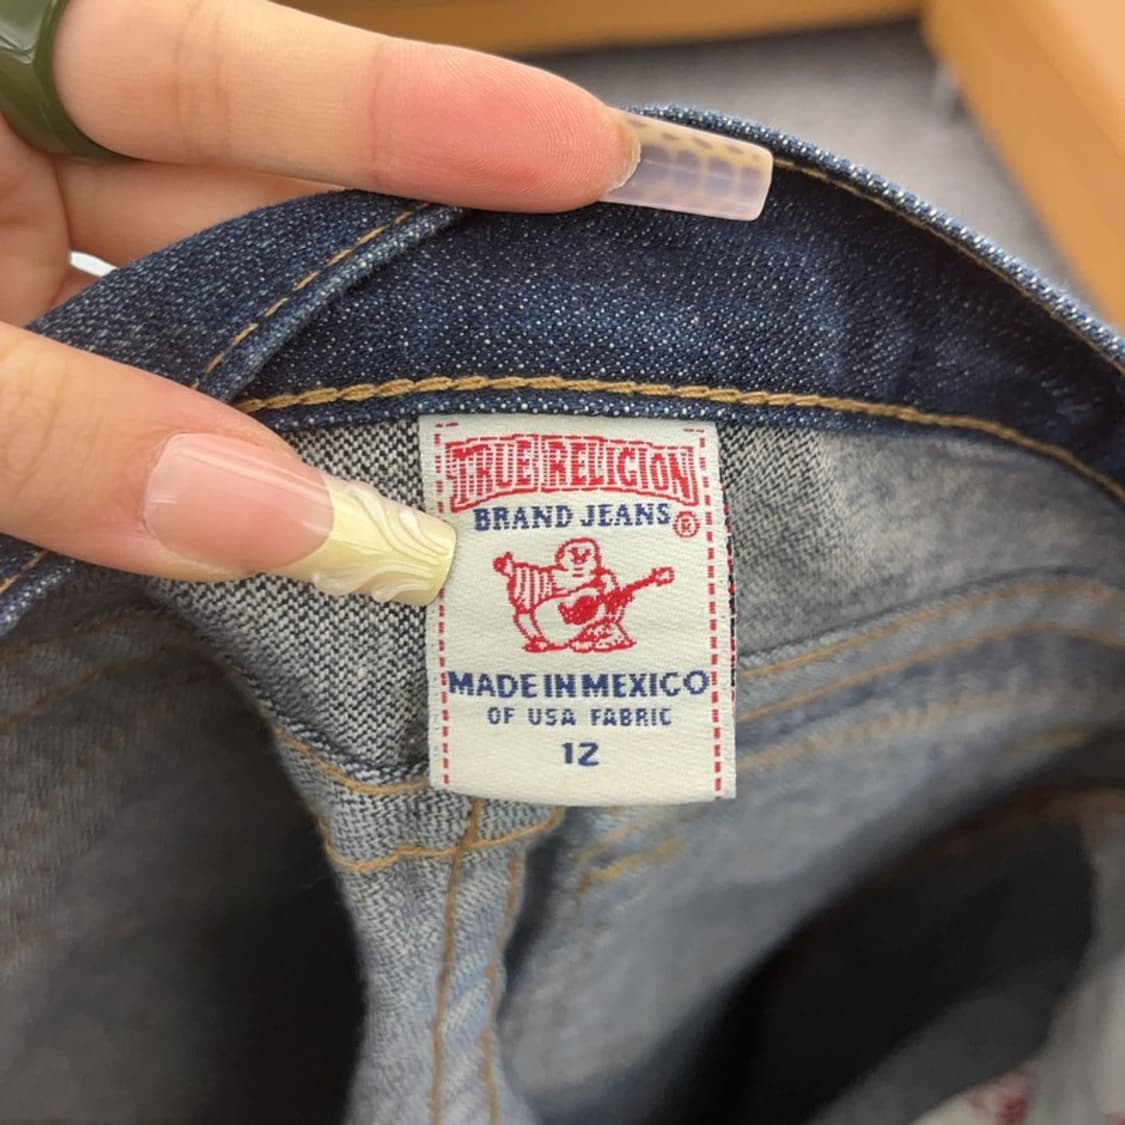 TRUE RELIGION
BRAND JEANS ®
MADE IN MEXICO
OF USA FABRIC
12